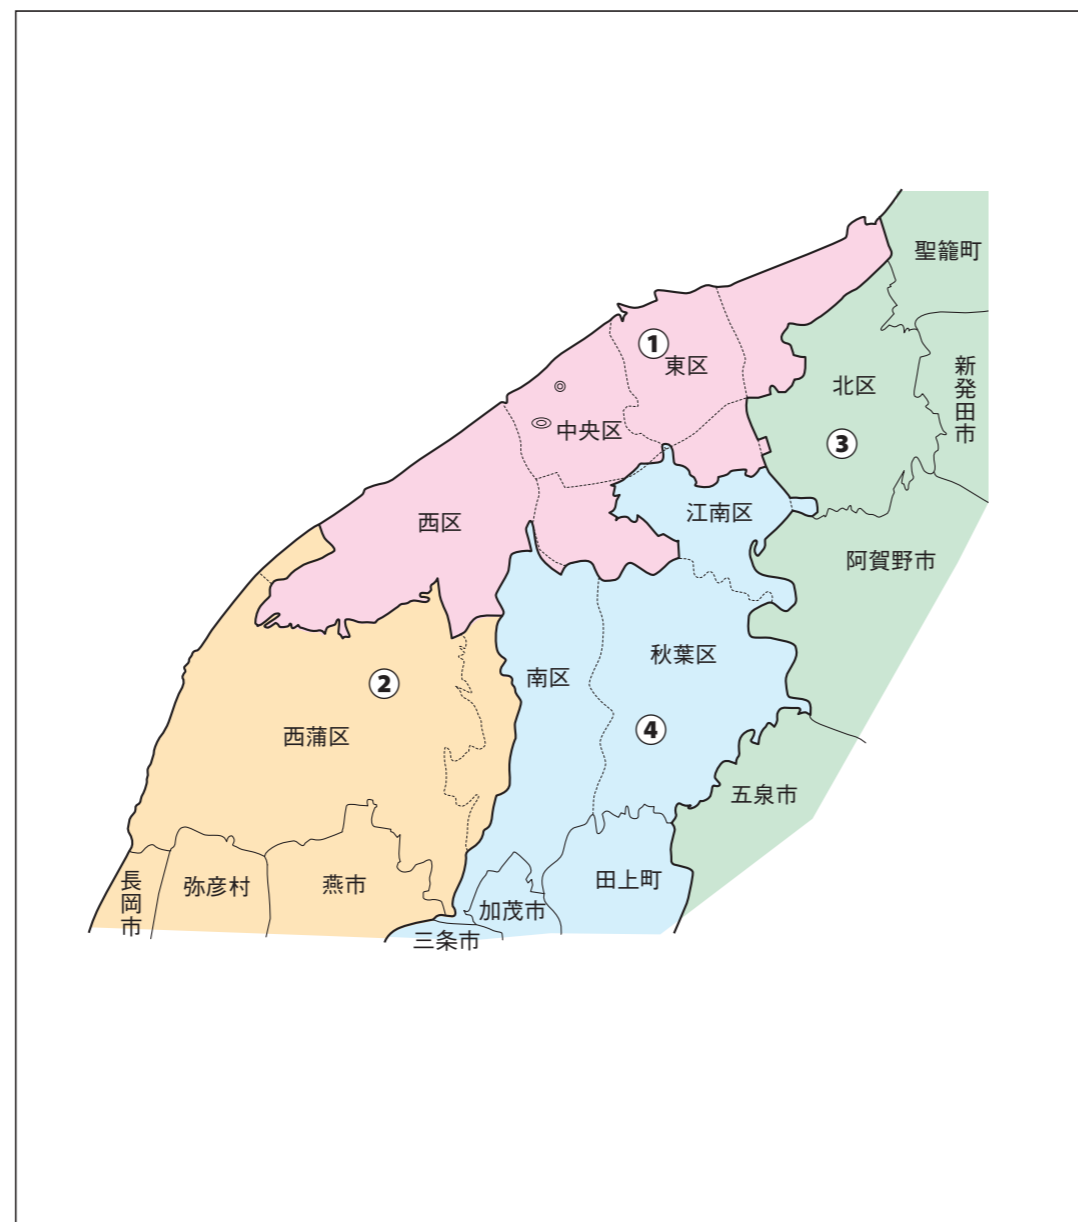 聖籠町
①
東区
新発田市
北区
中央区
③
江南区
西区
阿賀野市
秋葉区
南区
②
④
西蒲区
五泉市
長岡市
弥彦村
燕市
田上町
加茂市
三条市